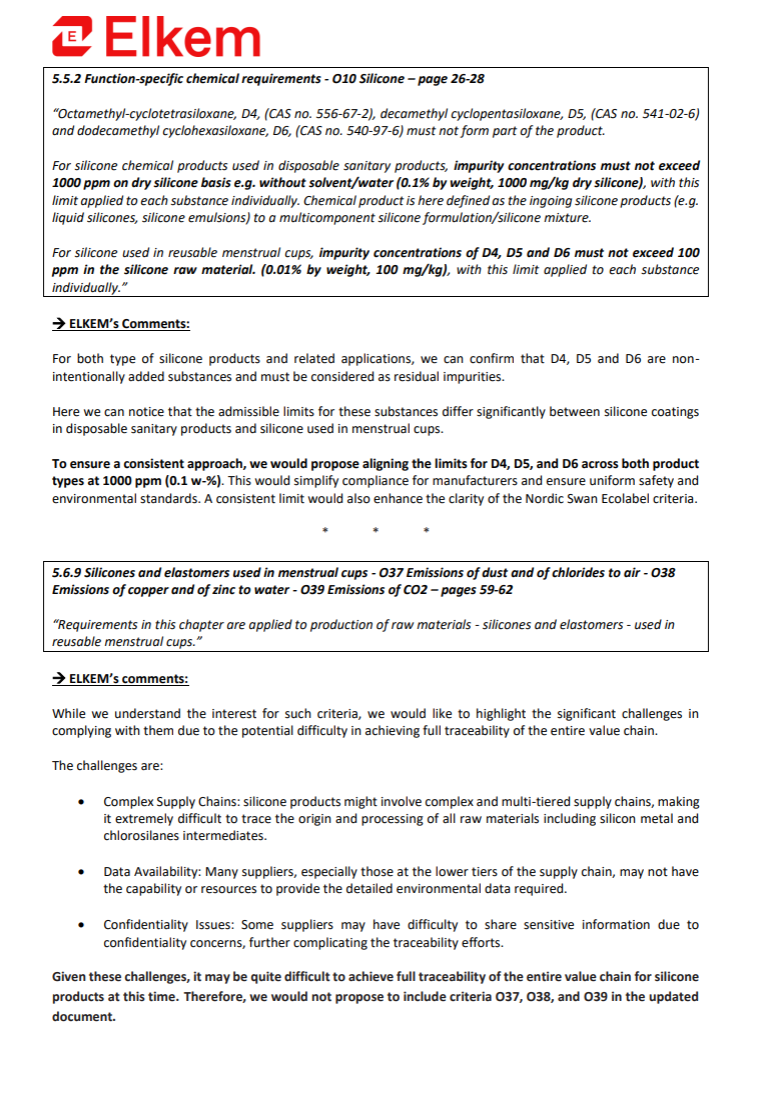 E Elkem
5.5.2 Function-specific chemical requirements - O10 Silicone – page 26-28
“Octamethyl-cyclotetrasiloxane, D4, (CAS no. 556-67-2), decamethyl cyclopentasiloxane, D5, (CAS no. 541-02-6)
and dodecamethyl cyclohexasiloxane, D6, (CAS no. 540-97-6) must not form part of the product.
For silicone chemical products used in disposable sanitary products, impurity concentrations must not exceed
1000 ppm on dry silicone basis e.g. without solvent/water (0.1% by weight, 1000 mg/kg dry silicone), with this
limit applied to each substance individually. Chemical product is here defined as the ingoing silicone products (e.g.
liquid silicones, silicone emulsions) to a multicomponent silicone formulation/silicone mixture.
For silicone used in reusable menstrual cups, impurity concentrations of D4, D5 and D6 must not exceed 100
ppm in the silicone raw material. (0.01% by weight, 100 mg/kg), with this limit applied to each substance
individually.”
→ ELKEM’s Comments:
For both type of silicone products and related applications, we can confirm that D4, D5 and D6 are non-
intentionally added substances and must be considered as residual impurities.
Here we can notice that the admissible limits for these substances differ significantly between silicone coatings
in disposable sanitary products and silicone used in menstrual cups.
To ensure a consistent approach, we would propose aligning the limits for D4, D5, and D6 across both product
types at 1000 ppm (0.1 w-%). This would simplify compliance for manufacturers and ensure uniform safety and
environmental standards. A consistent limit would also enhance the clarity of the Nordic Swan Ecolabel criteria.
* * *
5.6.9 Silicones and elastomers used in menstrual cups - O37 Emissions of dust and of chlorides to air - O38
Emissions of copper and of zinc to water - O39 Emissions of CO2 – pages 59-62
“Requirements in this chapter are applied to production of raw materials - silicones and elastomers - used in
reusable menstrual cups.”
→ ELKEM’s comments:
While we understand the interest for such criteria, we would like to highlight the significant challenges in
complying with them due to the potential difficulty in achieving full traceability of the entire value chain.
The challenges are:
• Complex Supply Chains: silicone products might involve complex and multi-tiered supply chains, making
it extremely difficult to trace the origin and processing of all raw materials including silicon metal and
chlorosilanes intermediates.
• Data Availability: Many suppliers, especially those at the lower tiers of the supply chain, may not have
the capability or resources to provide the detailed environmental data required.
• Confidentiality Issues: Some suppliers may have difficulty to share sensitive information due to
confidentiality concerns, further complicating the traceability efforts.
Given these challenges, it may be quite difficult to achieve full traceability of the entire value chain for silicone
products at this time. Therefore, we would not propose to include criteria O37, O38, and O39 in the updated
document.